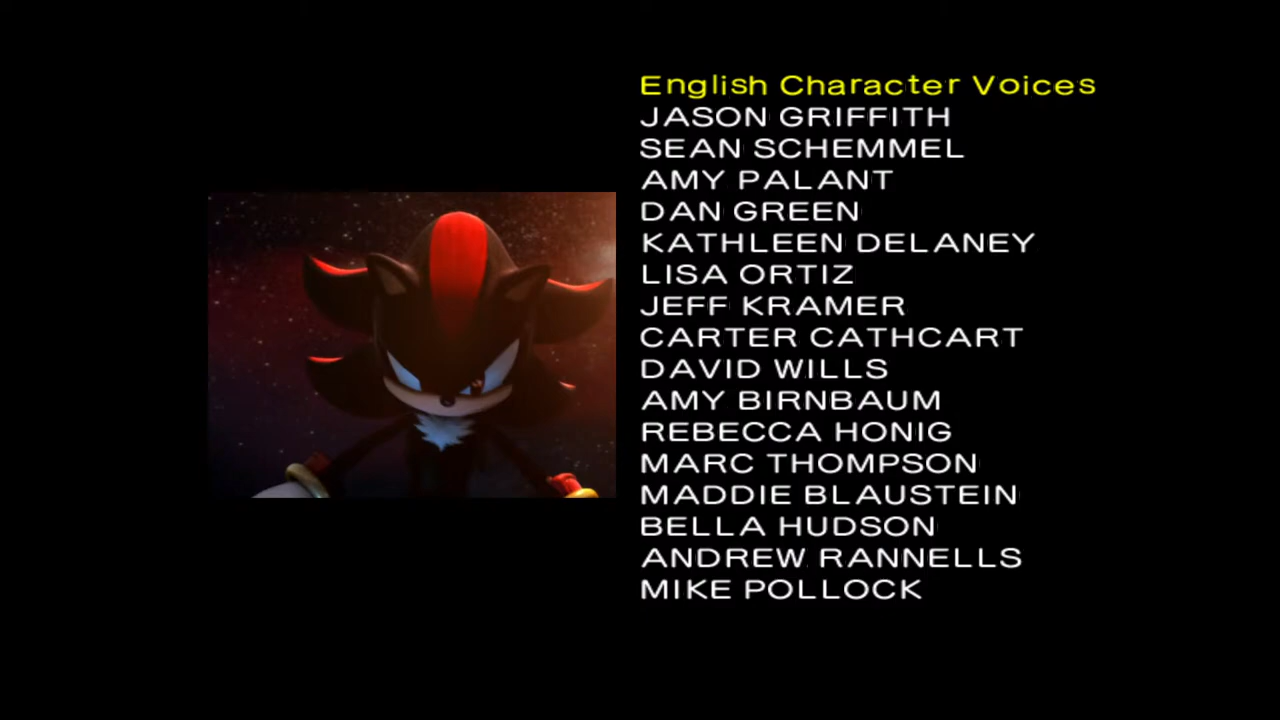 English Character Voices
JASON GRIFFITH
SEAN SCHEMMEL
AMY PALANT
DAN GREEN
KATHLEEN DELANEY
LISA ORTIZ
JEFF KRAMER
CARTER CATHCART
DAVID WILLS
AMY BIRNBAUM
REBECCA HONIG
MARC THOMPSON
MADDIE BLAUSTEIN
BELLA HUDSON
ANDREW RANNELLS
MIKE POLLOCK